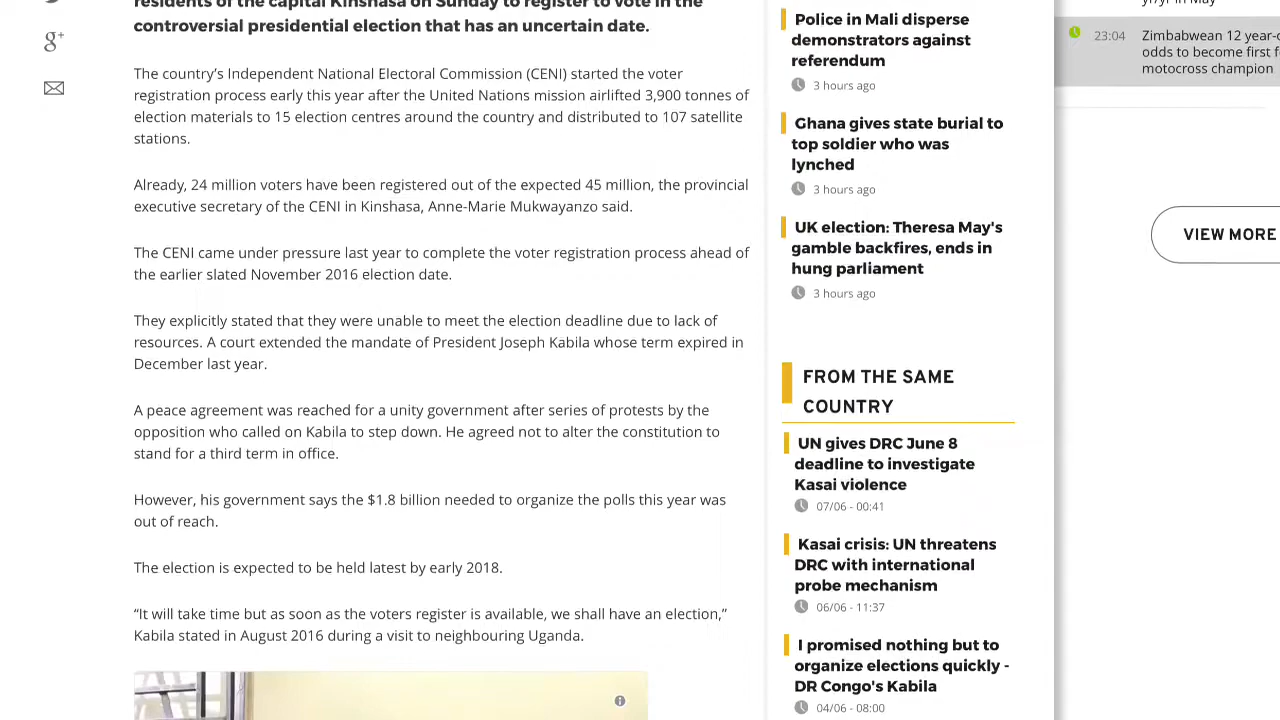 residents of the capital Kinshasa on Sunday to register to vote in the
controversial presidential election that has an uncertain date.
The country’s Independent National Electoral Commission (CENI) started the voter
registration process early this year after the United Nations mission airlifted 3,900 tonnes of
election materials to 15 election centres around the country and distributed to 107 satellite
stations.
Already, 24 million voters have been registered out of the expected 45 million, the provincial
executive secretary of the CENI in Kinshasa, Anne-Marie Mukwayanzo said.
The CENI came under pressure last year to complete the voter registration process ahead of
the earlier slated November 2016 election date.
They explicitly stated that they were unable to meet the election deadline due to lack of
resources. A court extended the mandate of President Joseph Kabila whose term expired in
December last year.
A peace agreement was reached for a unity government after series of protests by the
opposition who called on Kabila to step down. He agreed not to alter the constitution to
stand for a third term in office.
However, his government says the $1.8 billion needed to organize the polls this year was
out of reach.
The election is expected to be held latest by early 2018.
“It will take time but as soon as the voters register is available, we shall have an election,”
Kabila stated in August 2016 during a visit to neighbouring Uganda.
Police in Mali disperse
demonstrators against
referendum
3 hours ago
Ghana gives state burial to
top soldier who was
lynched
3 hours ago
UK election: Theresa May's
gamble backfires, ends in
hung parliament
3 hours ago
FROM THE SAME
COUNTRY
UN gives DRC June 8
deadline to investigate
Kasai violence
07/06 - 00:41
Kasai crisis: UN threatens
DRC with international
probe mechanism
06/06 - 11:37
I promised nothing but to
organize elections quickly -
DR Congo's Kabila
04/06 - 08:00
yr/yr in May
23:04
Zimbabwean 12 year-
odds to become first
motocross champion
VIEW MORE